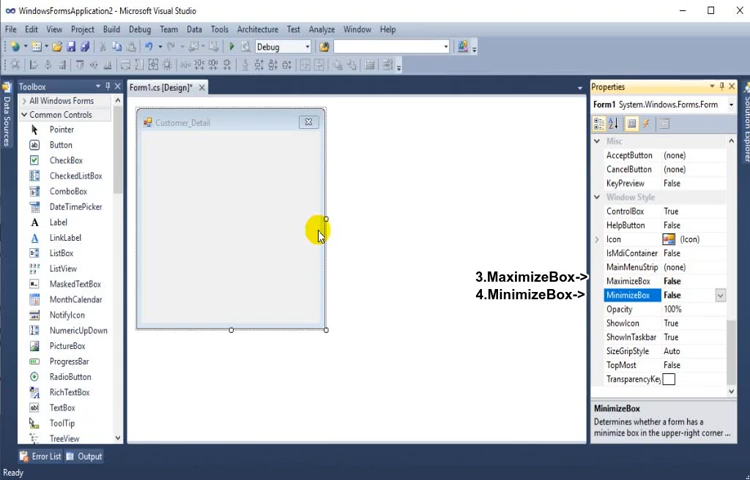 WindowsFormsApplication2 - Microsoft Visual Studio
File Edit View Project Build Debug Team Data Tools Architecture Test Analyze Window Help
Debug
Toolbox
Form1.cs [Design]*
Properties
Data Sources
All Windows Forms
Common Controls
Pointer
Button
CheckBox
CheckedListBox
ComboBox
DateTimePicker
Label
LinkLabel
ListBox
ListView
MaskedTextBox
MonthCalendar
NotifyIcon
NumericUpDown
PictureBox
ProgressBar
RadioButton
RichTextBox
TextBox
ToolTip
TreeView
Customer_Detail
3.MaximizeBox->
4.MinimizeBox->
Form1 System.Windows.Forms.Form
Misc
AcceptButton (none)
CancelButton (none)
KeyPreview False
Window Style
ControlBox True
HelpButton False
Icon (Icon)
IsMdiContainer False
MainMenuStrip (none)
MaximizeBox False
MinimizeBox False
Opacity 100%
ShowIcon True
ShowInTaskbar True
SizeGripStyle Auto
TopMost False
TransparencyKey
MinimizeBox
Determines whether a form has a
minimize box in the upper-right corner ...
Solution Explorer
Error List Output
Ready